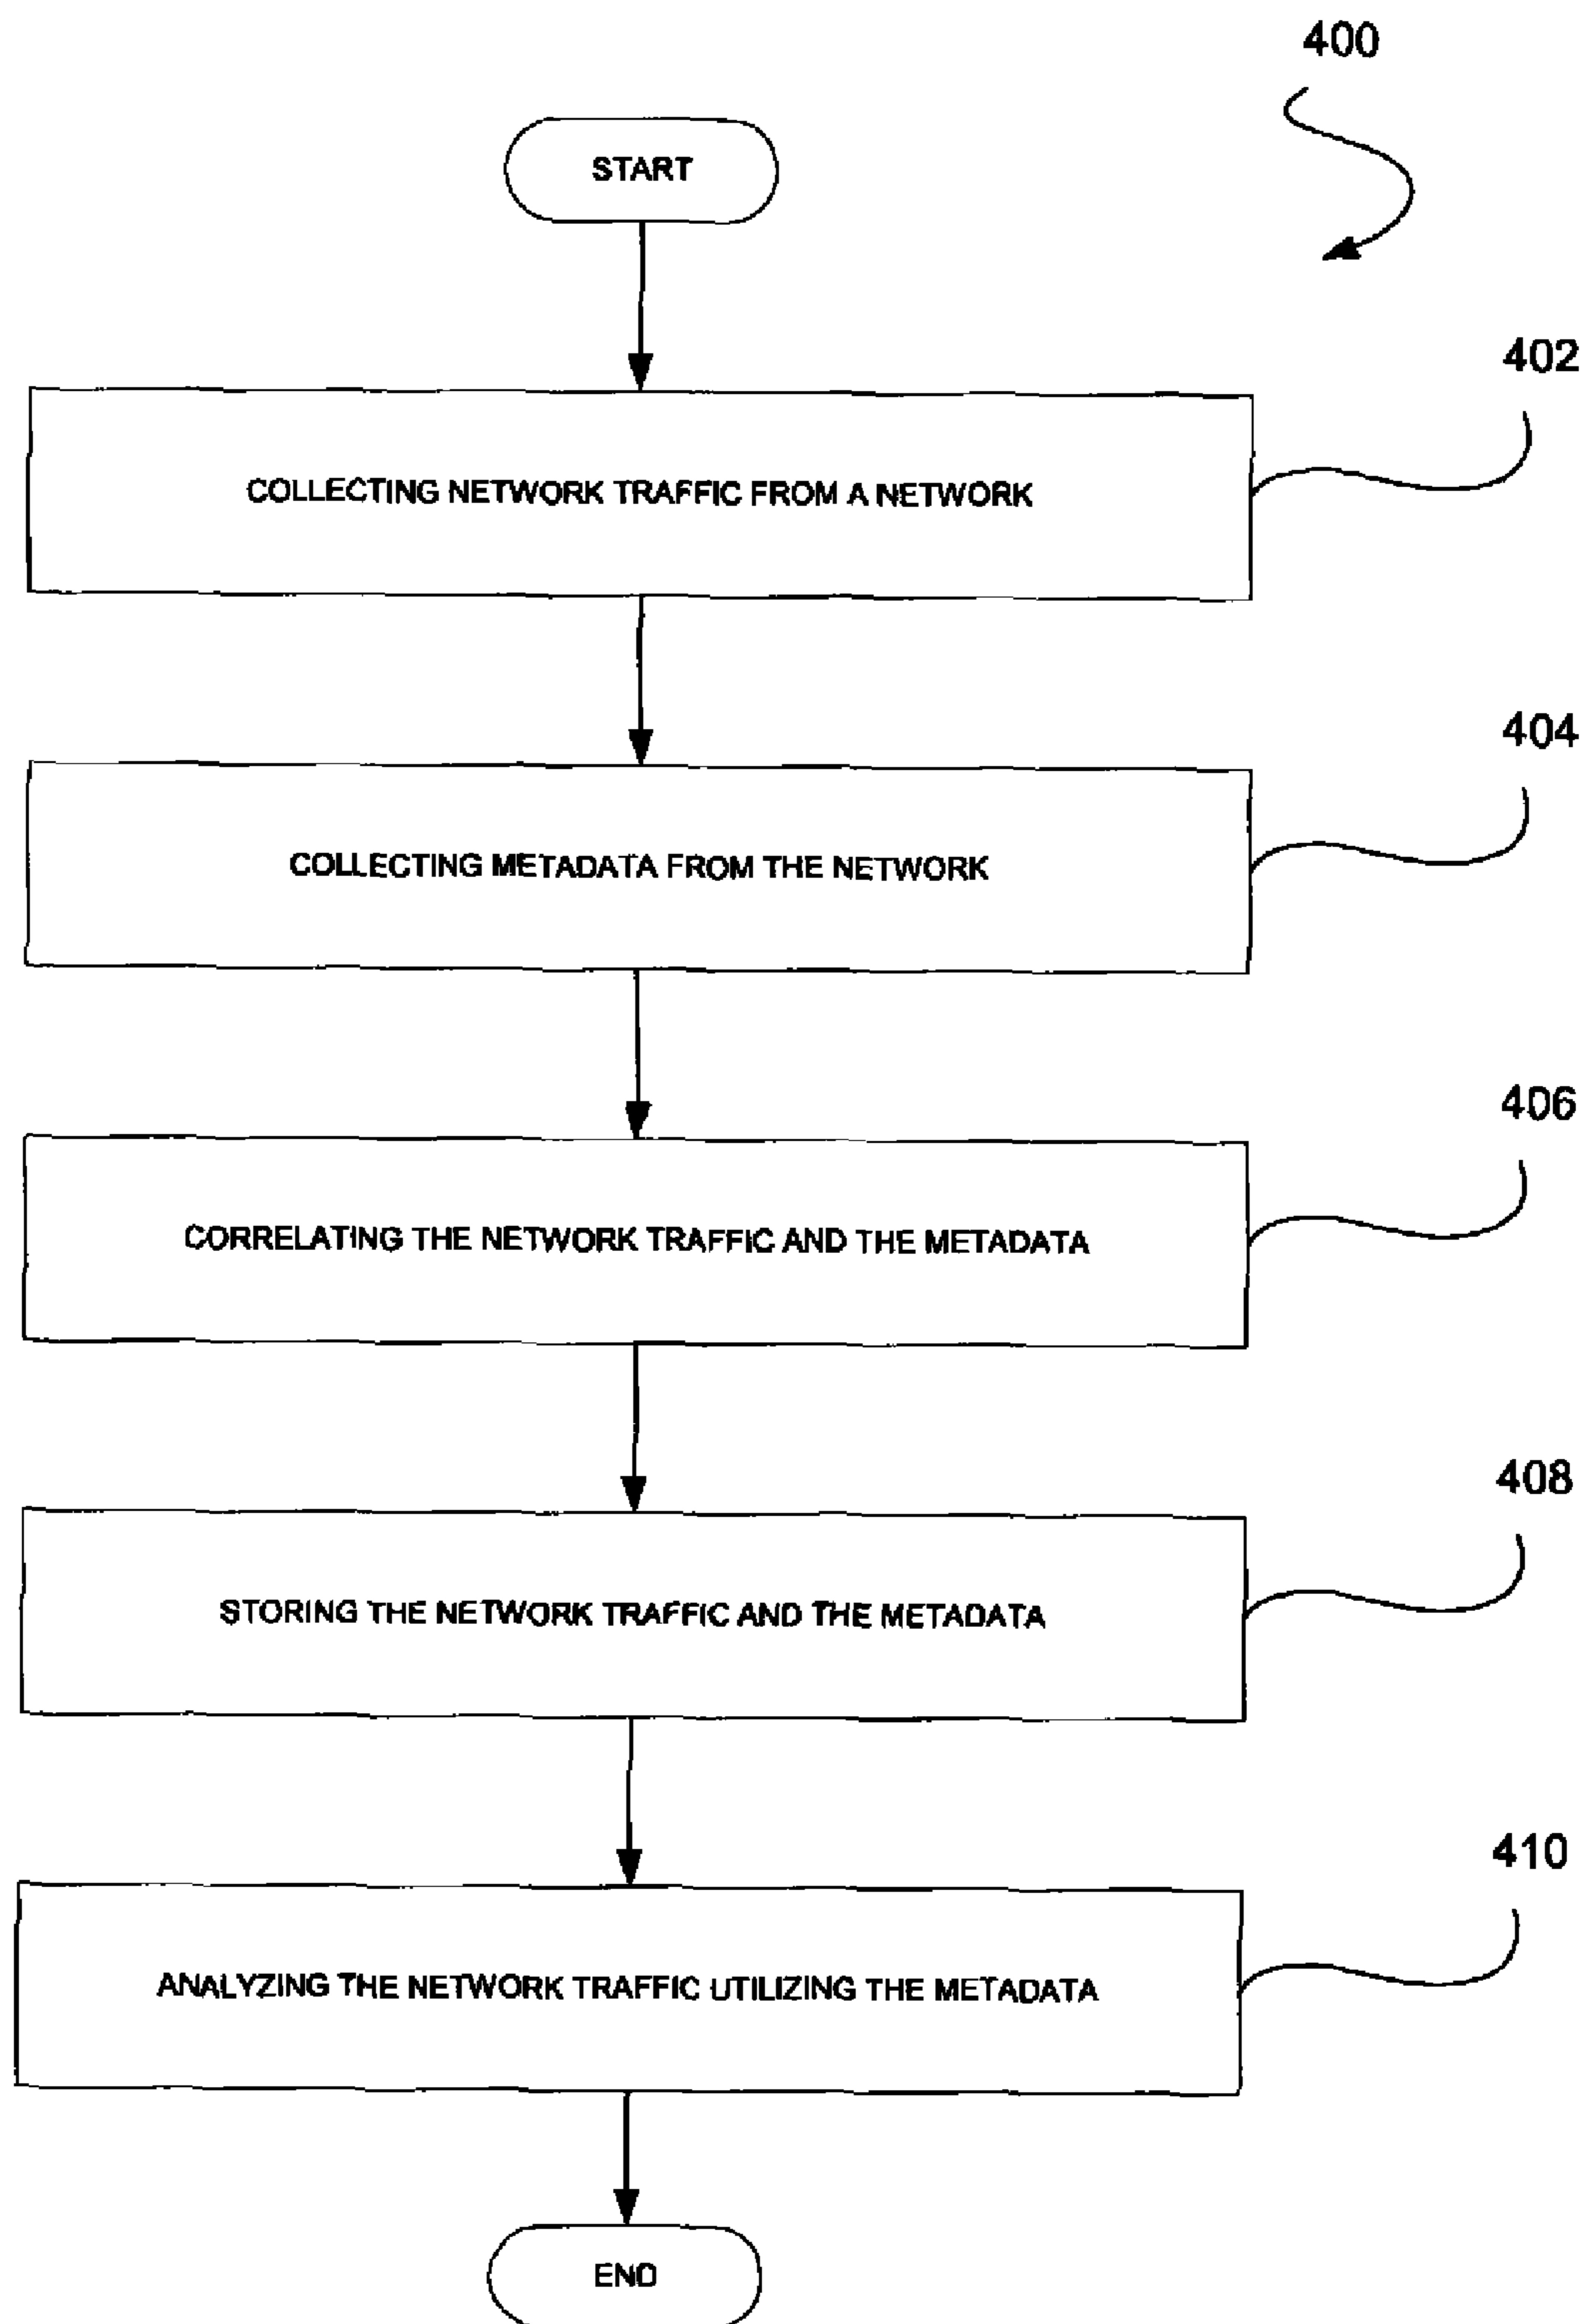 400
START
402
COLLECTING NETWORK TRAFFIC FROM A NETWORK
404
COLLECTING METADATA FROM THE NETWORK
406
CORRELATING THE NETWORK TRAFFIC AND THE METADATA
408
STORING THE NETWORK TRAFFIC AND THE METADATA
410
ANALYZING THE NETWORK TRAFFIC UTILIZING THE METADATA
END